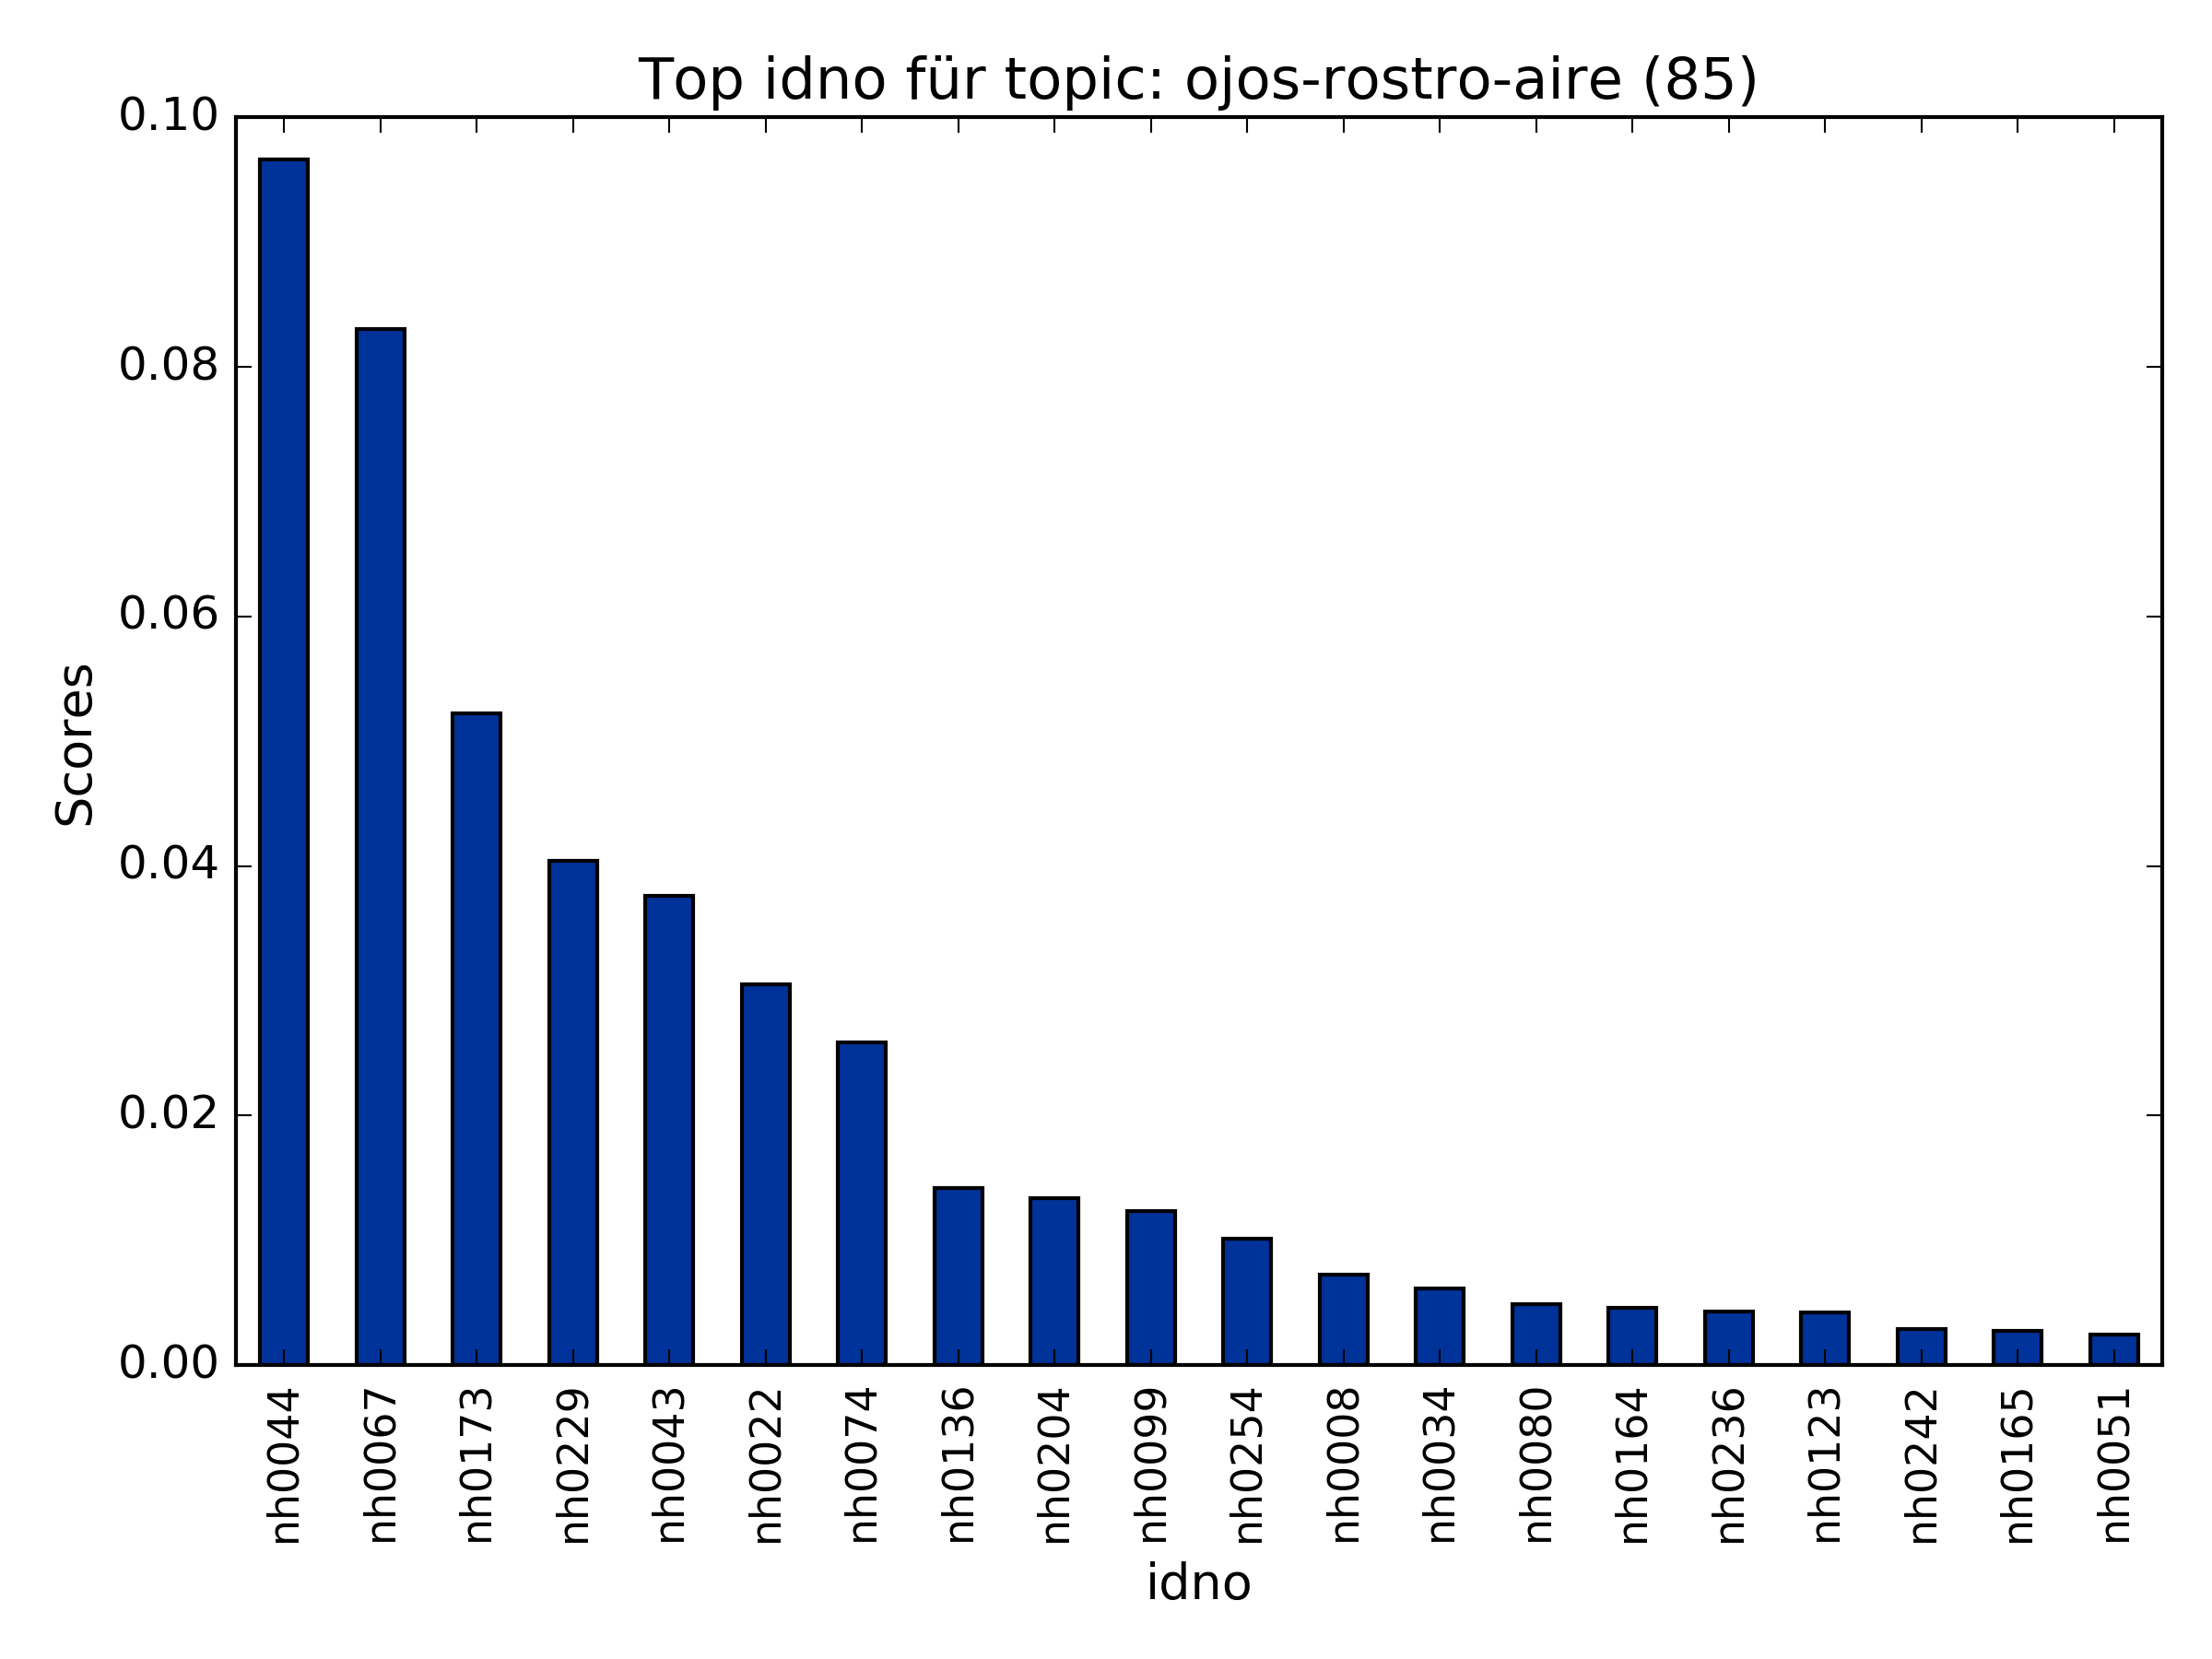 Top idno für topic: ojos-rostro-aire (85)
0.10
0.08
0.06
0.04
0.02
0.00
Scores
nh0044
nh0067
nh0173
nh0229
nh0043
nh0022
nh0074
nh0136
nh0204
nh0099
nh0254
nh0008
nh0034
nh0080
nh0164
nh0236
nh0123
nh0242
nh0165
nh0051
idno